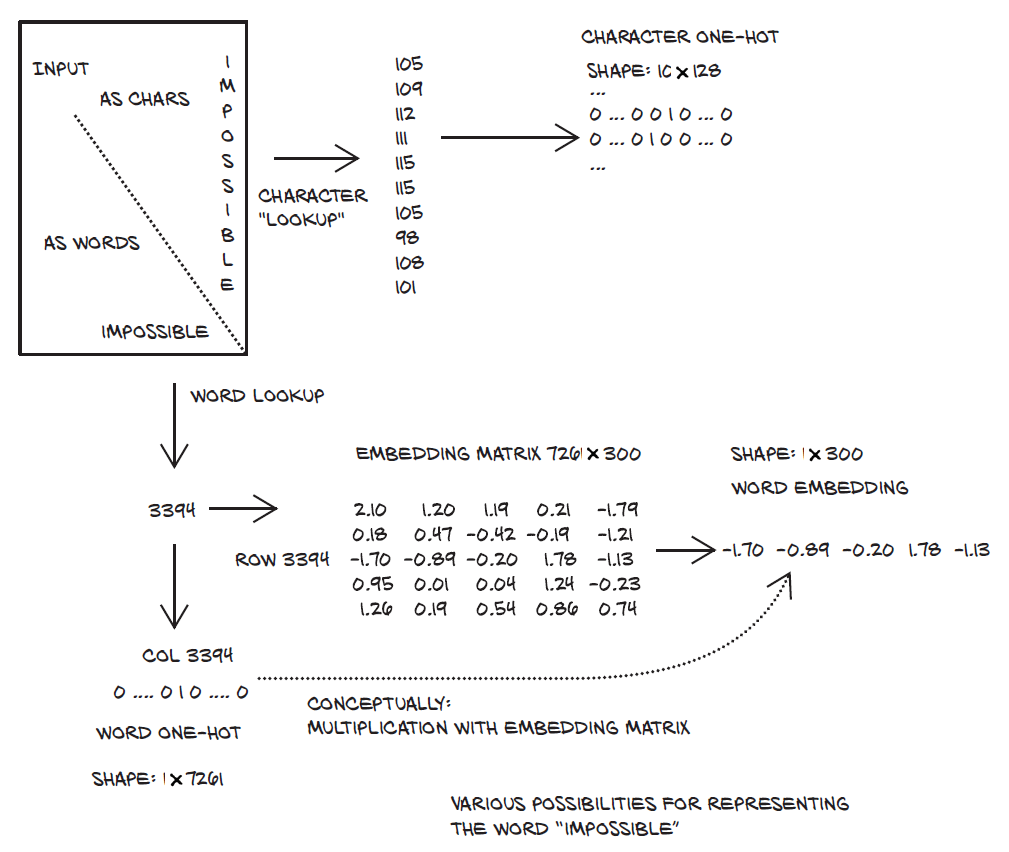 INPUT
AS CHARS
AS WORDS
IMPOSSIBLE
I
M
P
O
S
S
I
B
L
E
CHARACTER
"LOOKUP"
105
109
112
111
115
115
105
98
108
101
CHARACTER ONE-HOT
SHAPE: 10 × 128
...
0 ... 0 0 1 0 ... 0
0 ... 0 1 0 0 ... 0
...
WORD LOOKUP
3394
EMBEDDING MATRIX 7261 × 300
2.10 1.20 1.19 0.21 -1.79
0.18 0.47 -0.42 -0.19 -1.21
ROW 3394 -1.70 -0.89 -0.20 1.78 -1.13
0.95 0.01 0.04 1.24 -0.23
1.26 0.19 0.54 0.86 0.74
SHAPE: 1 × 300
WORD EMBEDDING
-1.70 -0.89 -0.20 1.78 -1.13
COL 3394
0 .... 0 1 0 .... 0
WORD ONE-HOT
SHAPE: 1 × 7261
CONCEPTUALLY:
MULTIPLICATION WITH EMBEDDING MATRIX
VARIOUS POSSIBILITIES FOR REPRESENTING
THE WORD "IMPOSSIBLE"